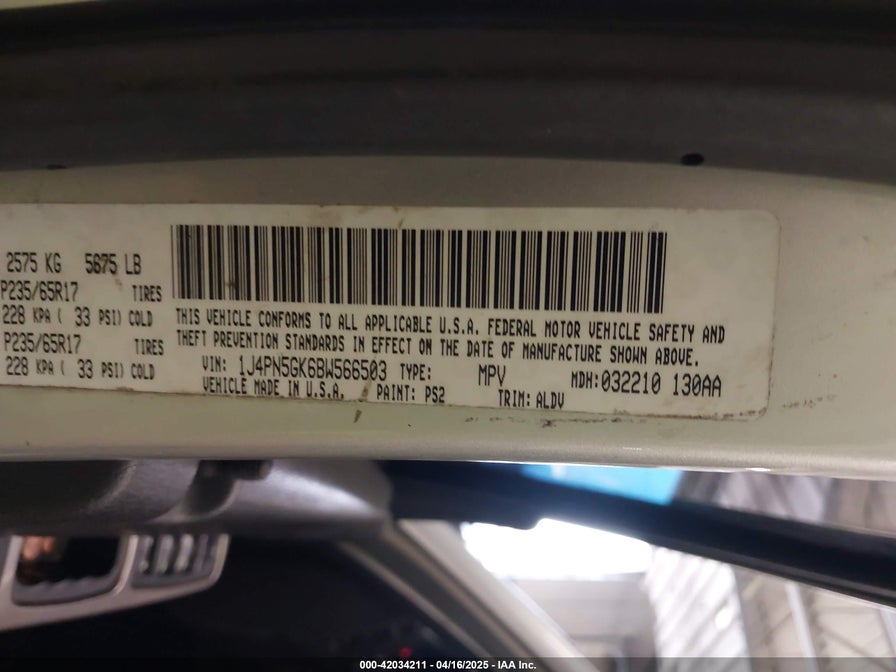 2575 KG 5675 LB
P235/65R17 TIRES
228 KPA ( 33 PSI) COLD
P235/65R17 TIRES
228 KPA ( 33 PSI) COLD
THIS VEHICLE CONFORMS TO ALL APPLICABLE U.S.A. FEDERAL MOTOR VEHICLE SAFETY AND
THEFT PREVENTION STANDARDS IN EFFECT ON THE DATE OF MANUFACTURE SHOWN ABOVE.
VIN: 1J4PN5GK6BW566503 TYPE: MPV MDH:032210 130AA
VEHICLE MADE IN U.S.A. PAINT: PS2 TRIM: ALDV
000-42034211 - 04/16/2025 - IAA Inc.